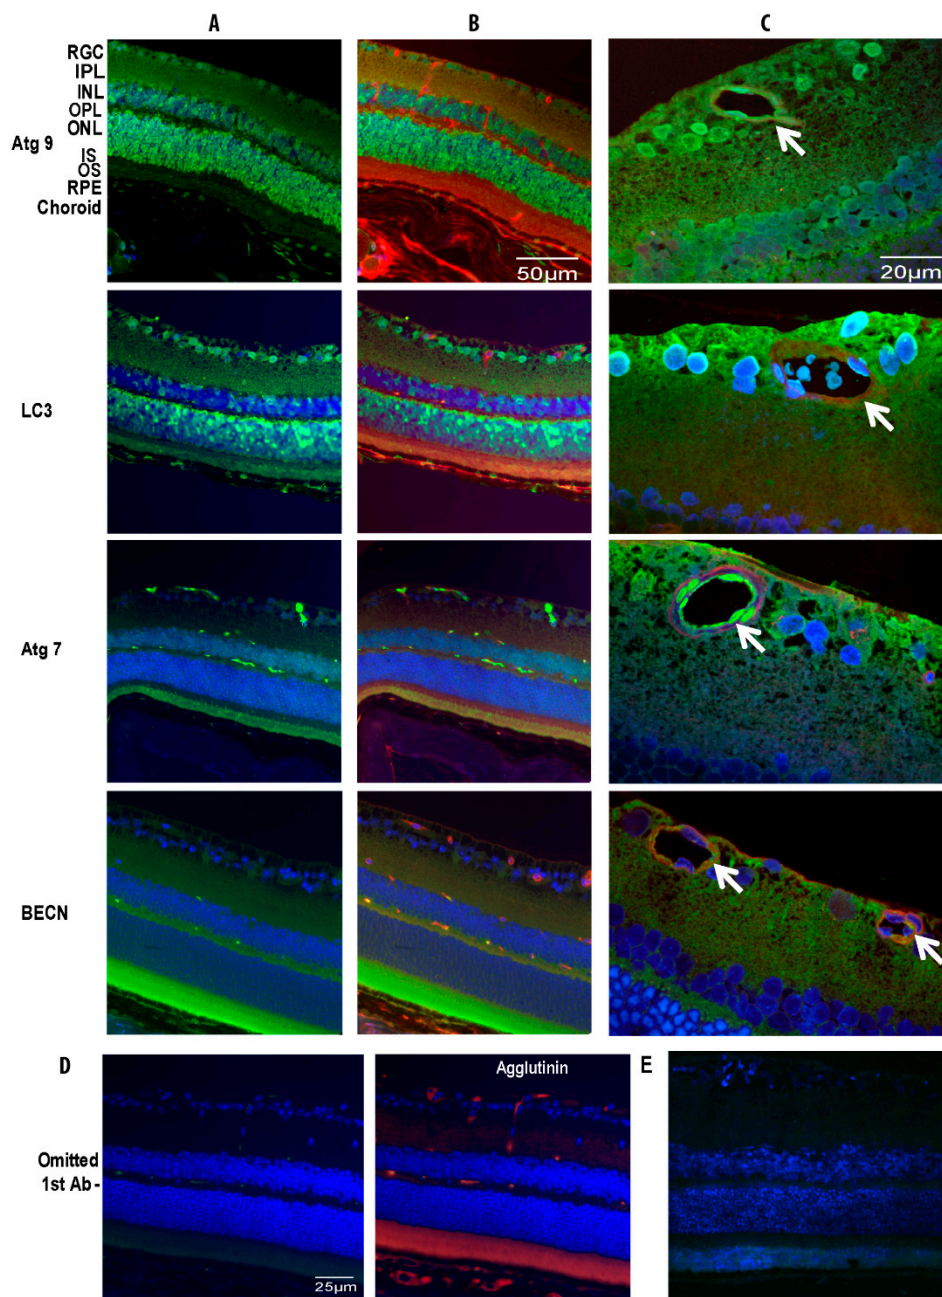 A B C
RGC
IPL
INL
OPL
ONL
Atg 9
IS
OS
RPE
Choroid
50µm
20µm
LC3
Atg 7
BECN
D
Agglutinin
E
Omitted
1st Ab -
25µm